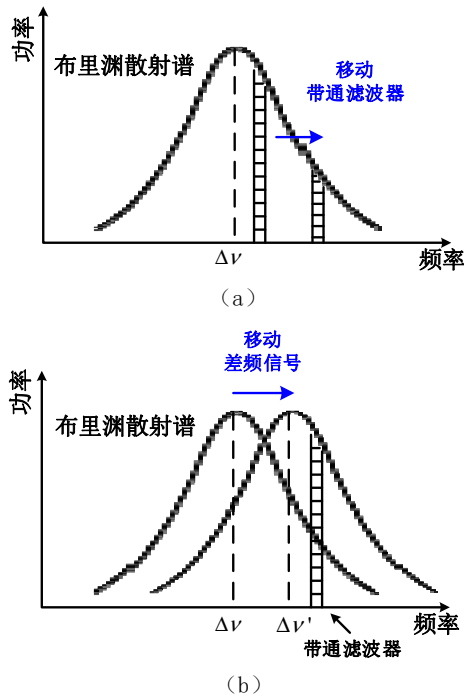 功率
布里渊散射谱
移动
带通滤波器
Δν
频率
（a）
移动
差频信号
功率
布里渊散射谱
Δν
Δν'
频率
带通滤波器
（b）